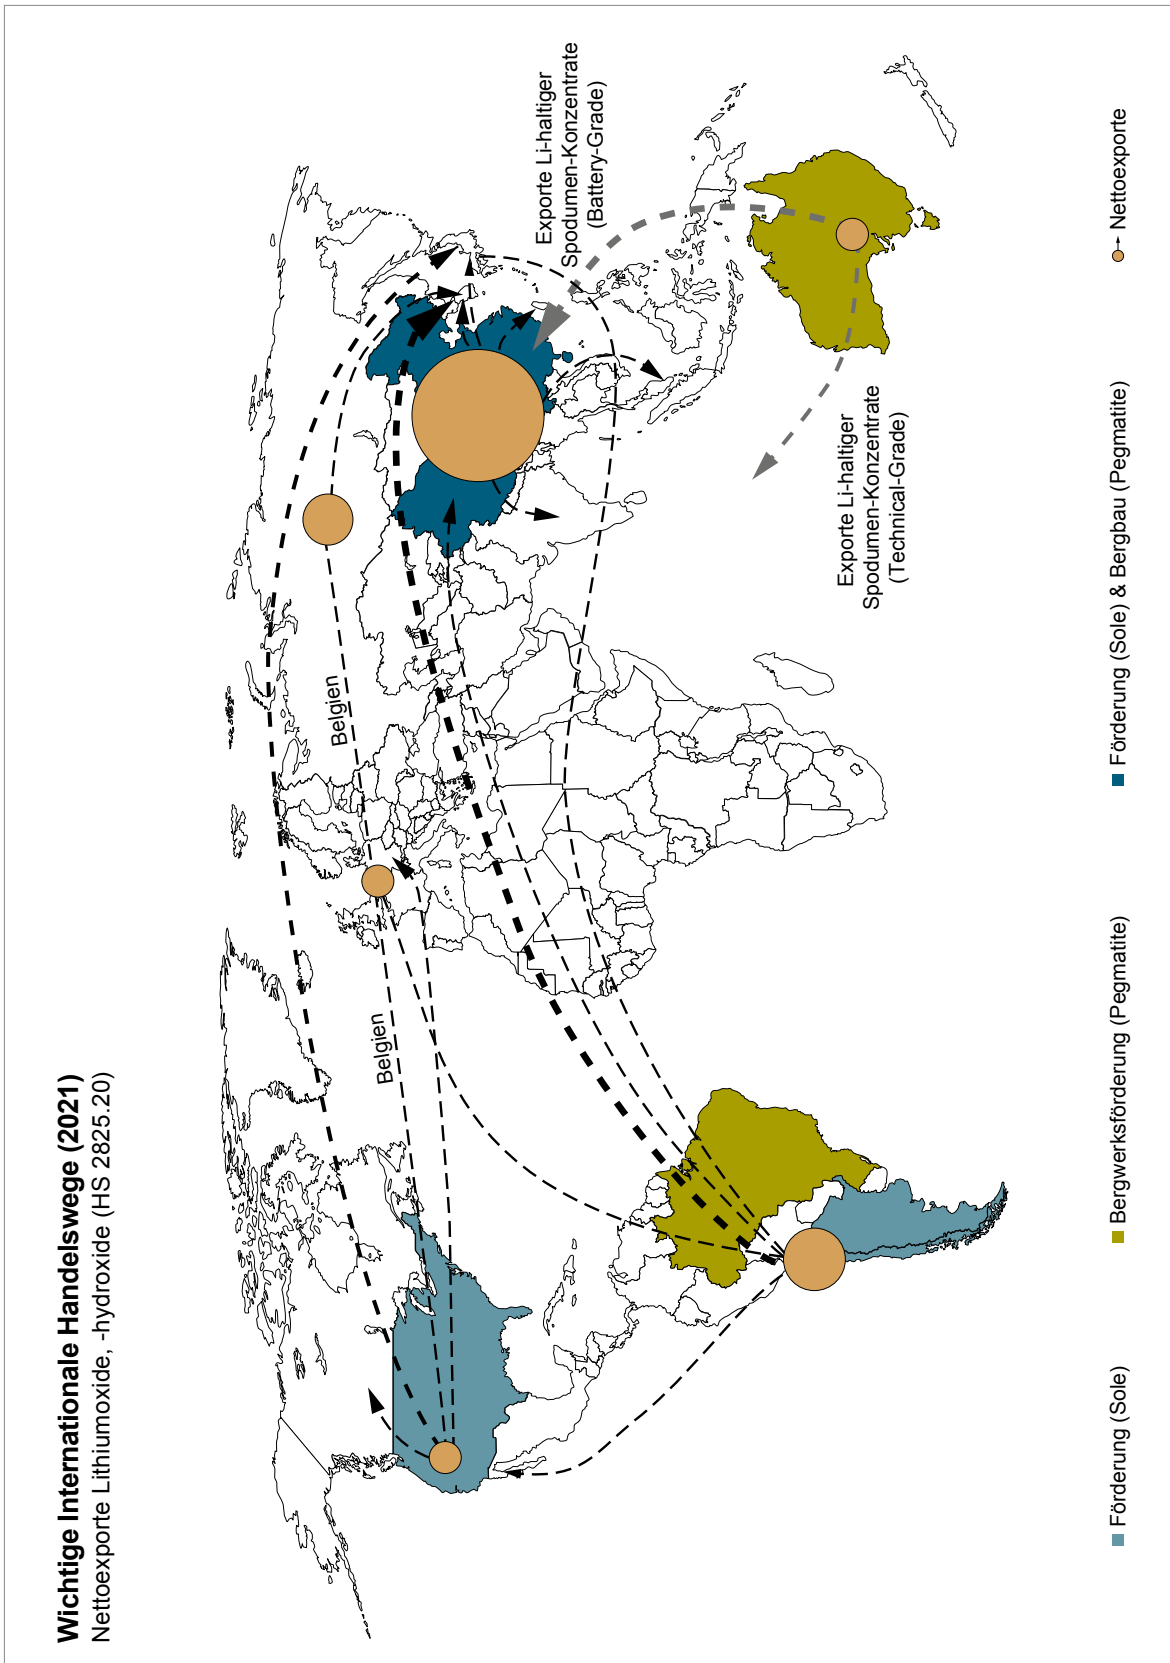 Wichtige Internationale Handelswege (2021)
Nettoexporte Lithiumoxide, -hydroxide (HS 2825.20)
Belgien
Belgien
Exporte Li-haltiger
Spodumen-Konzentrate
(Battery-Grade)
Exporte Li-haltiger
Spodumen-Konzentrate
(Technical-Grade)
Förderung (Sole)
Bergwerksförderung (Pegmatite)
Förderung (Sole) & Bergbau (Pegmatite)
Nettoexporte